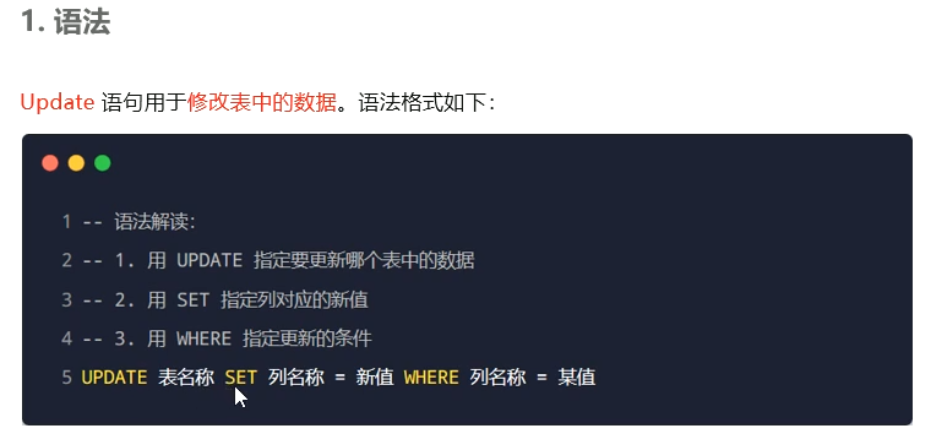 1. 语法
Update 语句用于修改表中的数据。语法格式如下：
1 -- 语法解读：
2 -- 1. 用 UPDATE 指定要更新哪个表中的数据
3 -- 2. 用 SET 指定列对应的新值
4 -- 3. 用 WHERE 指定更新的条件
5 UPDATE 表名称 SET 列名称 = 新值 WHERE 列名称 = 某值